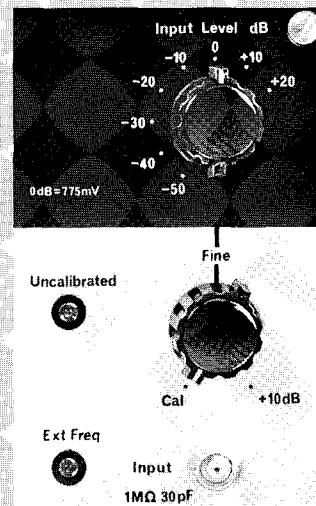 Input Level dB
0
-10 +10
-20 +20
-30
-40
-50
0dB=775mV
Fine
Uncalibrated
Cal +10dB
Ext Freq
Input
1MΩ 30pF